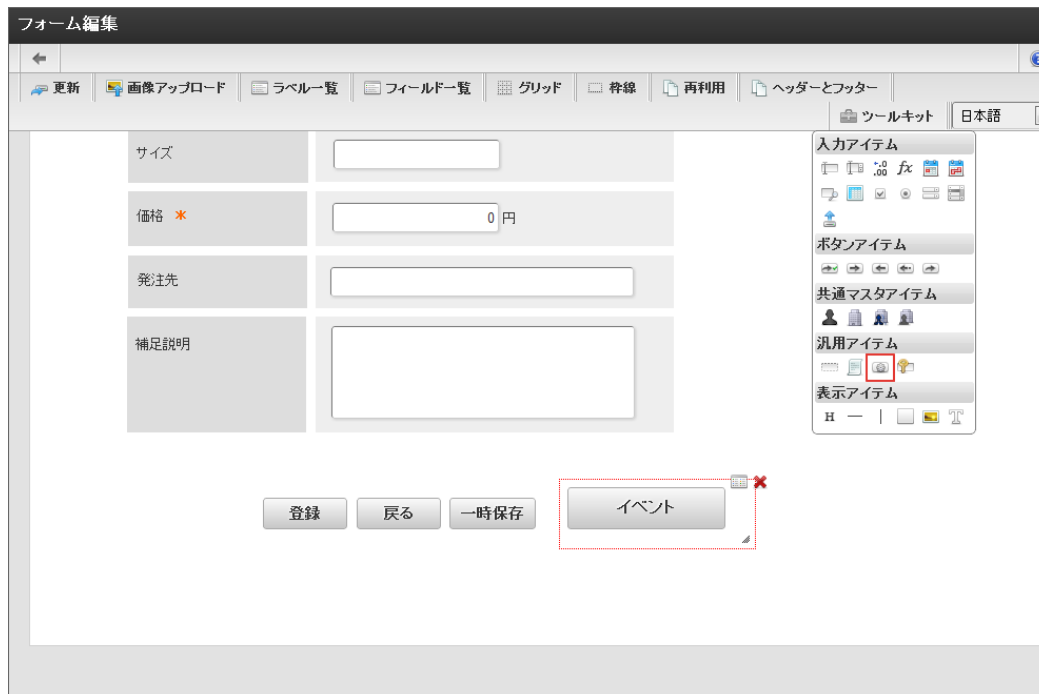 フォーム編集
更新 画像アップロード ラベル一覧 フィールド一覧 グリッド 枠線 再利用 ヘッダーとフッター
ツールキット 日本語
サイズ
価格 * 0 円
発注先
補足説明
登録 戻る 一時保存 イベント
入力アイテム
+.0 .00 fx
ボタンアイテム
共通マスタアイテム
汎用アイテム
表示アイテム
H T